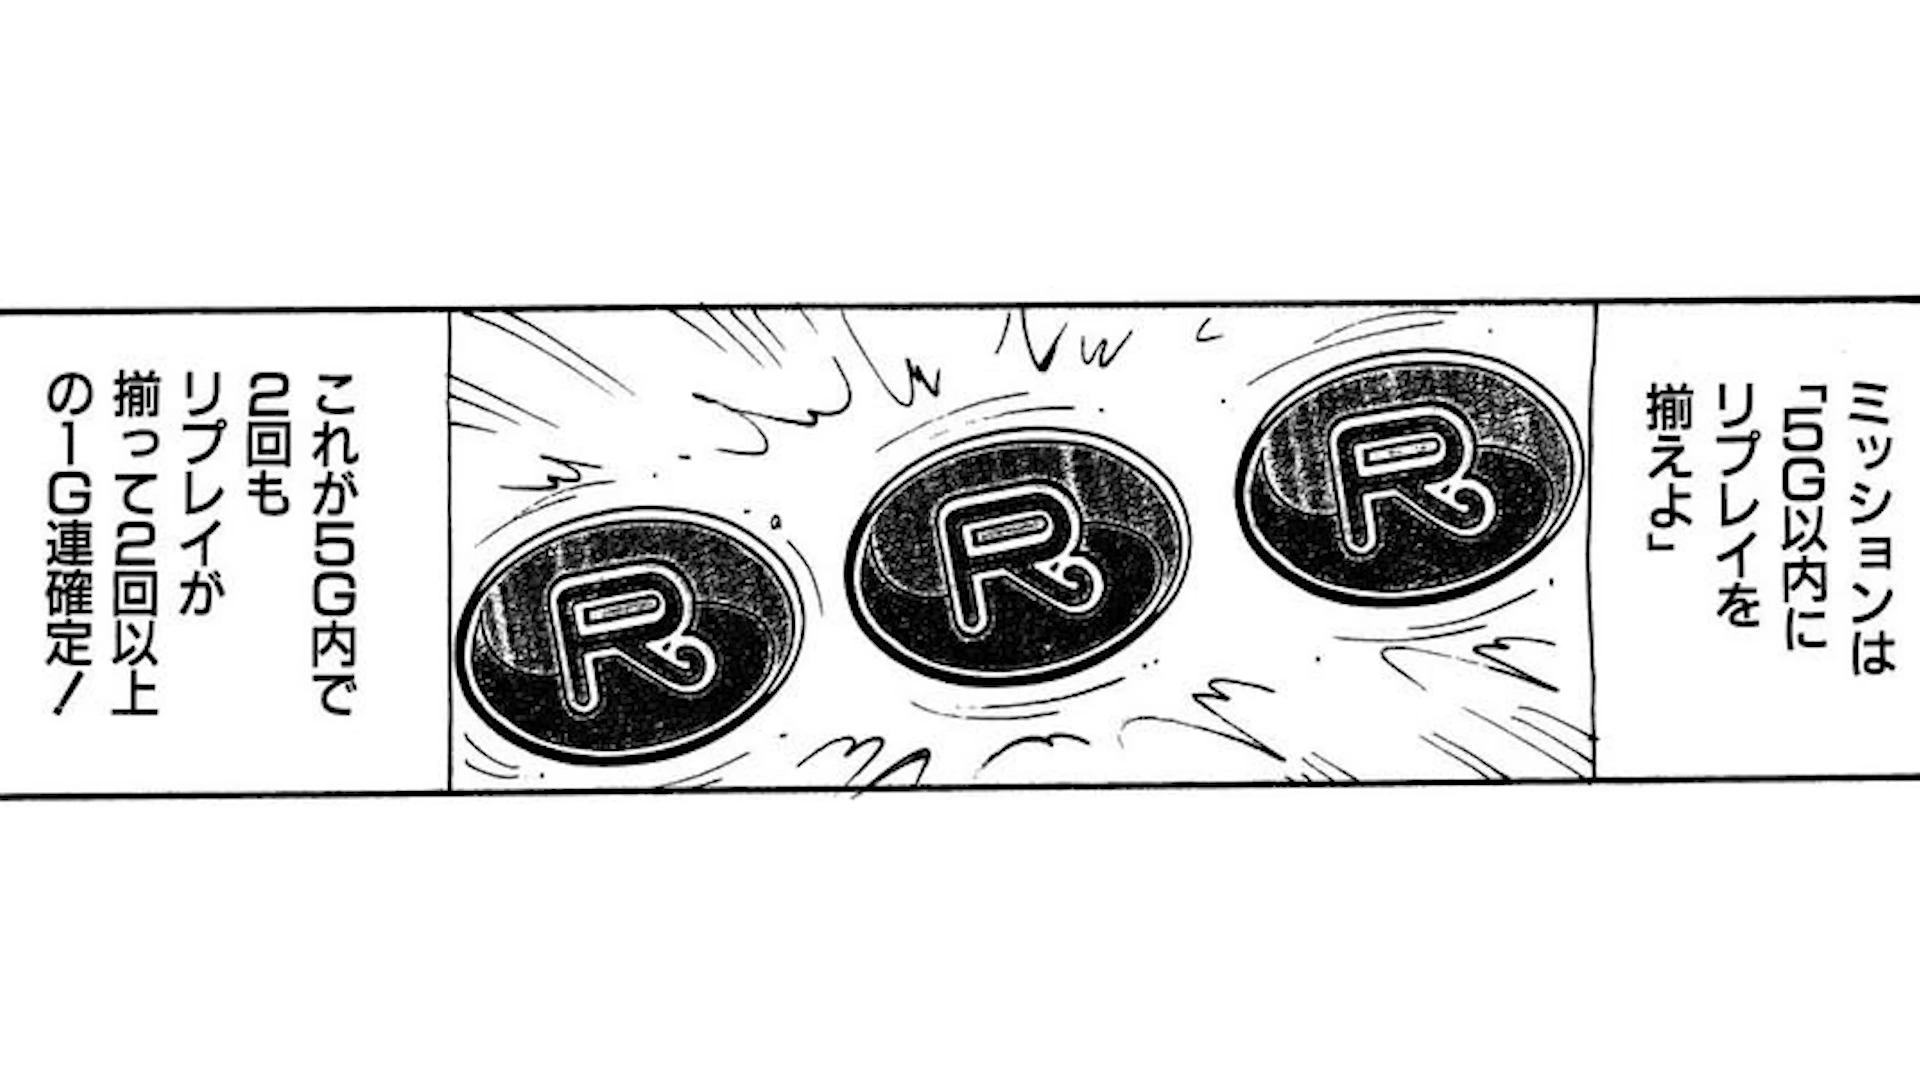 ミッションは
「5G以内に
リプレイを
揃えよ」
R
R
R
これが5G内で
2回も
リプレイが
揃って2回以上
の1G連確定!